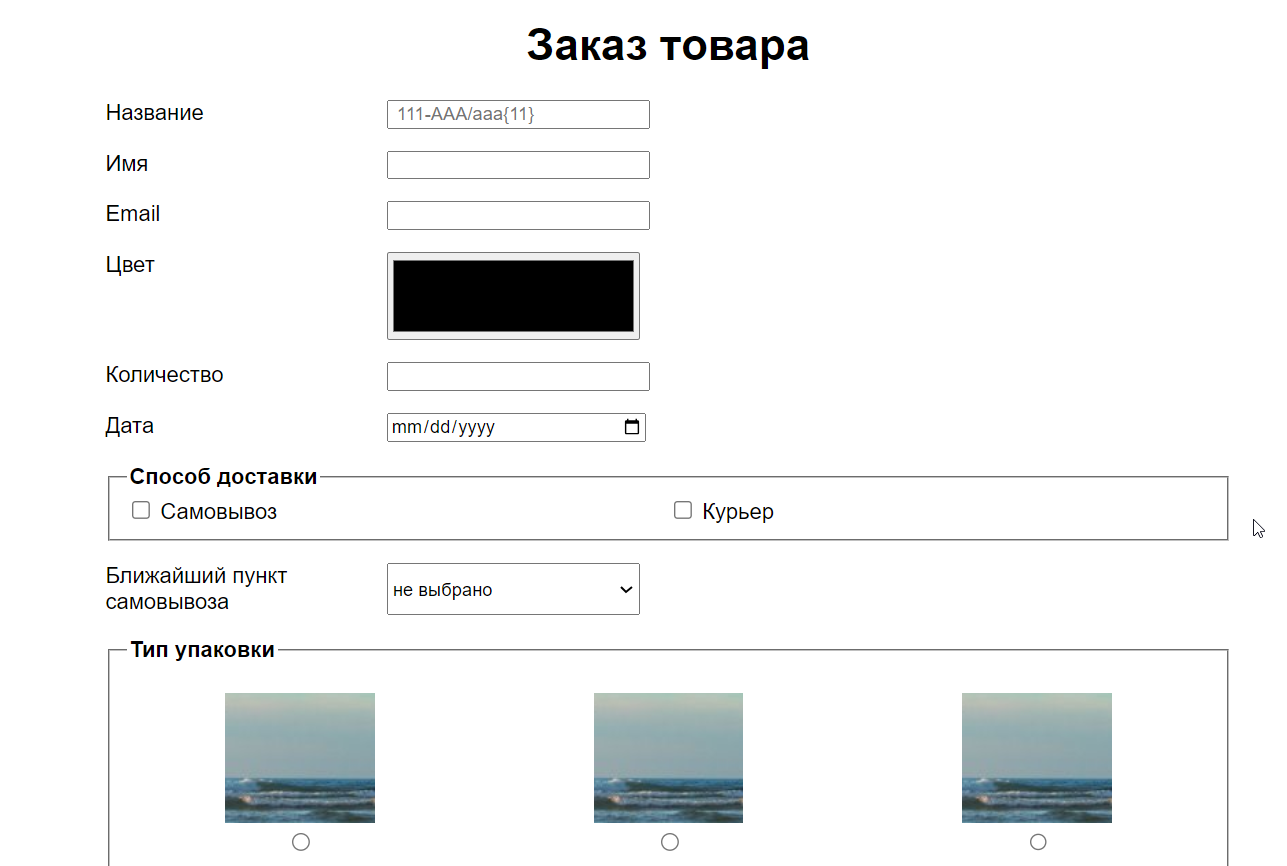 Заказ товара
Название
111-AAA/aaa{11}
Имя
Email
Цвет
Количество
Дата
mm/dd/yyyy
Способ доставки
Самовывоз
Курьер
Ближайший пункт
самовывоза
не выбрано
Тип упаковки